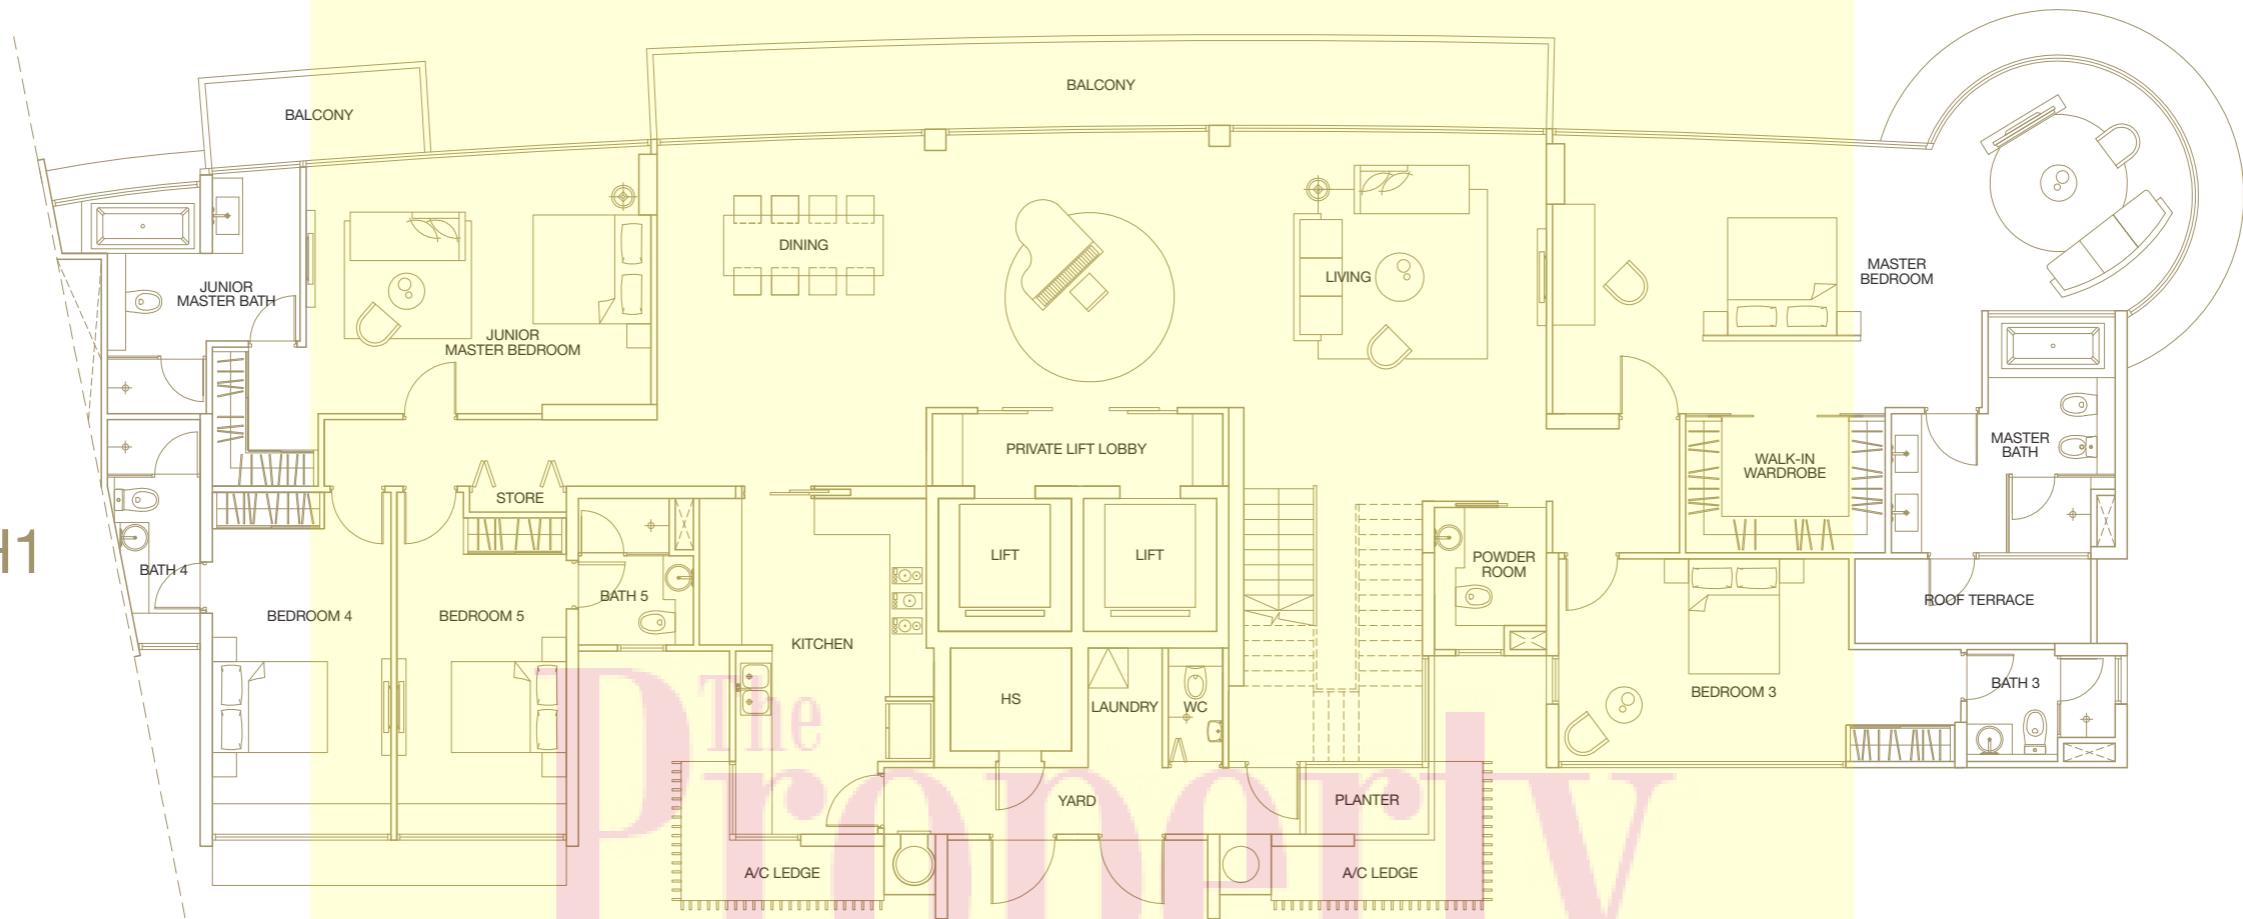 BALCONY
BALCONY
DINING
LIVING
MASTER
BEDROOM
JUNIOR
MASTER BATH
JUNIOR
MASTER BEDROOM
PRIVATE LIFT LOBBY
WALK-IN
WARDROBE
MASTER
BATH
STORE
H1
LIFT
LIFT
POWDER
ROOM
BATH 4
BATH 5
ROOF TERRACE
BEDROOM 4
BEDROOM 5
KITCHEN
HS
LAUNDRY
WC
BEDROOM 3
BATH 3
YARD
PLANTER
A/C LEDGE
A/C LEDGE
The
Property